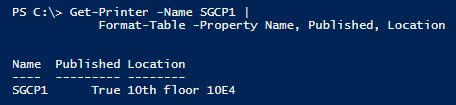 PS C:\> Get-Printer -Name SGCP1 |
Format-Table -Property Name, Published, Location
Name Published Location
---- --------- --------
SGCP1 True 10th floor 10E4